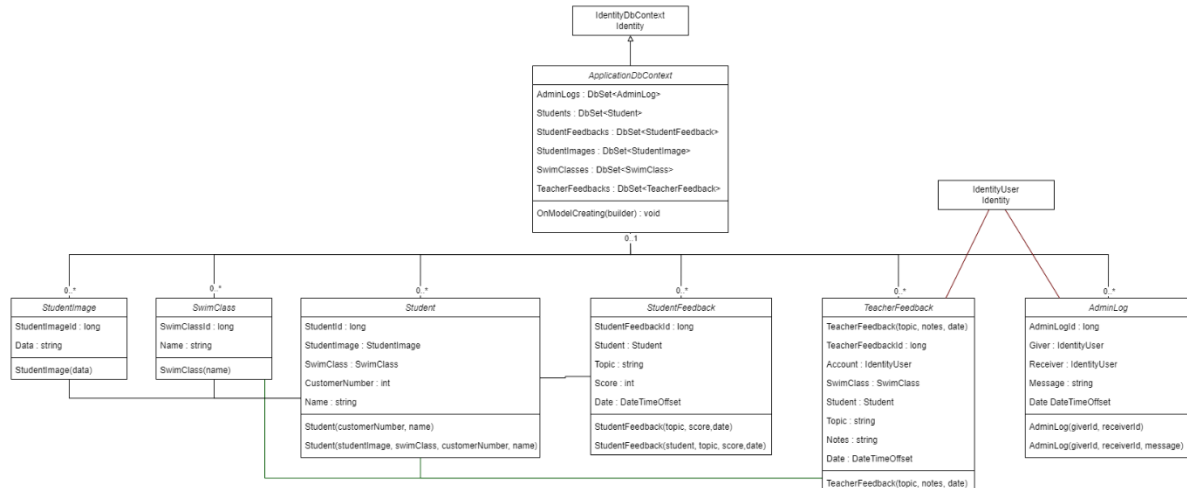 IdentityDbContext
Identity
ApplicationDbContext
AdminLogs : DbSet<AdminLog>
Students : DbSet<Student>
StudentFeedbacks : DbSet<StudentFeedback>
StudentImages : DbSet<StudentImage>
SwimClasses : DbSet<SwimClass>
TeacherFeedbacks : DbSet<TeacherFeedback>
OnModelCreating(builder) : void
0..1
IdentityUser
Identity
0..*
StudentImage
StudentImageId : long
Data : string
StudentImage(data)
0..*
SwimClass
SwimClassId : long
Name : string
SwimClass(name)
0..*
Student
StudentId : long
StudentImage : StudentImage
SwimClass : SwimClass
CustomerNumber : int
Name : string
Student(customerNumber, name)
Student(studentImage, swimClass, customerNumber, name)
0..*
StudentFeedback
StudentFeedbackId : long
Student : Student
Topic : string
Score : int
Date : DateTimeOffset
StudentFeedback(topic, score,date)
StudentFeedback(student, topic, score,date)
0..*
TeacherFeedback
TeacherFeedback(topic, notes, date)
TeacherFeedbackId : long
Account : IdentityUser
SwimClass : SwimClass
Student : Student
Topic : string
Notes : string
Date : DateTimeOffset
TeacherFeedback(topic, notes, date)
0..*
AdminLog
AdminLogId : long
Giver : IdentityUser
Receiver : IdentityUser
Message : string
Date DateTimeOffset
AdminLog(giverId, receiverId)
AdminLog(giverId, receiverId, message)